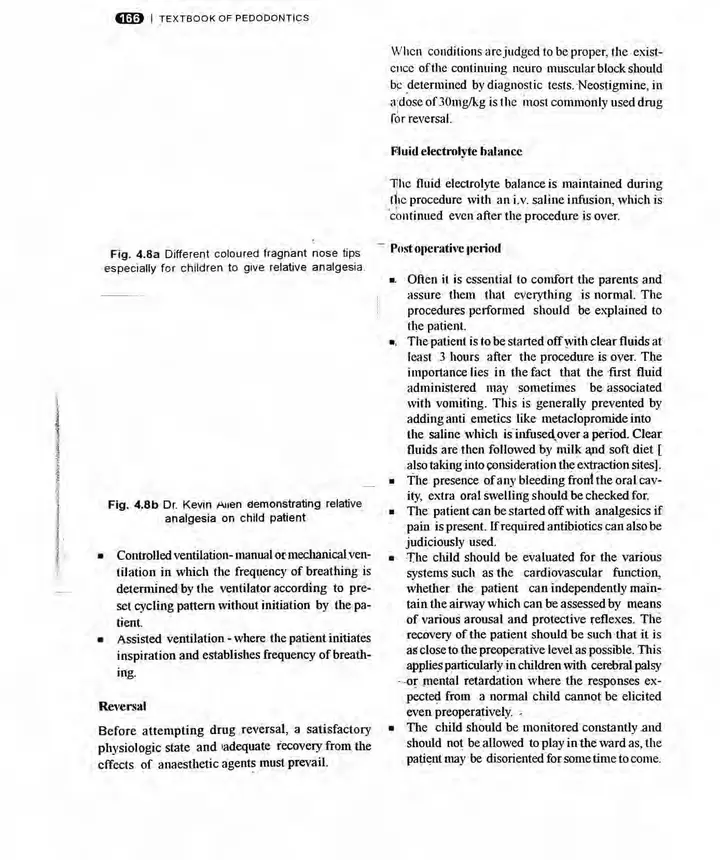 166 | TEXTBOOK OF PEDODONTICS
Fig. 4.8a Different coloured fragnant nose tips
especially for children to give relative analgesia.
Fig. 4.8b Dr. Kevin Allen demonstrating relative
analgesia on child patient
■ Controlled ventilation- manual or mechanical ven-
tilation in which the frequency of breathing is
determined by the ventilator according to pre-
set cycling pattern without initiation by the pa-
tient.
■ Assisted ventilation - where the patient initiates
inspiration and establishes frequency of breath-
ing.
Reversal
Before attempting drug reversal, a satisfactory
physiologic state and adequate recovery from the
effects of anaesthetic agents must prevail.
When conditions are judged to be proper, the exist-
ence of the continuing neuro muscular block should
be determined by diagnostic tests. Neostigmine, in
a dose of 30mg/kg is the most commonly used drug
for reversal.
Fluid electrolyte balance
The fluid electrolyte balance is maintained during
the procedure with an i.v. saline infusion, which is
continued even after the procedure is over.
Post operative period
■ Often it is essential to comfort the parents and
assure them that everything is normal. The
procedures performed should be explained to
the patient.
■ The patient is to be started off with clear fluids at
least 3 hours after the procedure is over. The
importance lies in the fact that the first fluid
administered may sometimes be associated
with vomiting. This is generally prevented by
adding anti emetics like metaclopromide into
the saline which is infused over a period. Clear
fluids are then followed by milk and soft diet [
also taking into consideration the extraction sites].
■ The presence of any bleeding from the oral cav-
ity, extra oral swelling should be checked for.
■ The patient can be started off with analgesics if
pain is present. If required antibiotics can also be
judiciously used.
■ The child should be evaluated for the various
systems such as the cardiovascular function,
whether the patient can independently main-
tain the airway which can be assessed by means
of various arousal and protective reflexes. The
recovery of the patient should be such that it is
as close to the preoperative level as possible. This
applies particularly in children with cerebral palsy
or mental retardation where the responses ex-
pected from a normal child cannot be elicited
even preoperatively.
■ The child should be monitored constantly and
should not be allowed to play in the ward as, the
patient may be disoriented for some time to come.